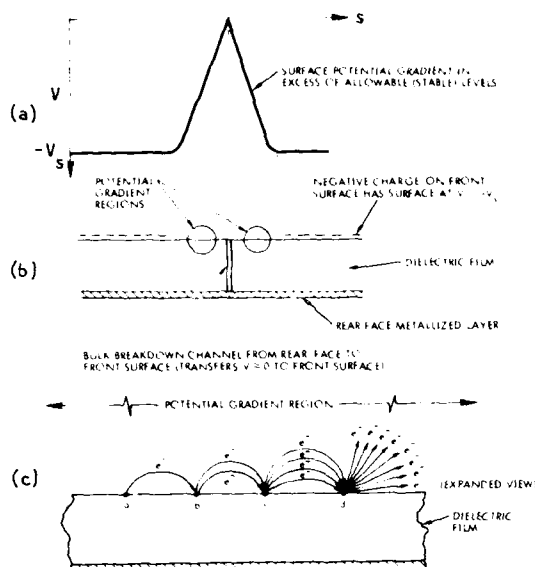 S
(a)
V
-Vs
SURFACE POTENTIAL GRADIENT IN
EXCESS OF ALLOWABLE (STABLE) LEVELS
POTENTIAL
GRADIENT
REGIONS
NEGATIVE CHARGE ON FRONT
SURFACE HAS SURFACE AT
(b)
DIELECTRIC FILM
REAR FACE METALLIZED LAYER
BULK BREAKDOWN CHANNEL FROM REAR FACE TO
FRONT SURFACE (TRANSFERS V = 0 TO FRONT SURFACE)
POTENTIAL GRADIENT REGION
e- e- e- e-
(c)
(EXPANDED VIEW)
a b d
DIELECTRIC
FILM